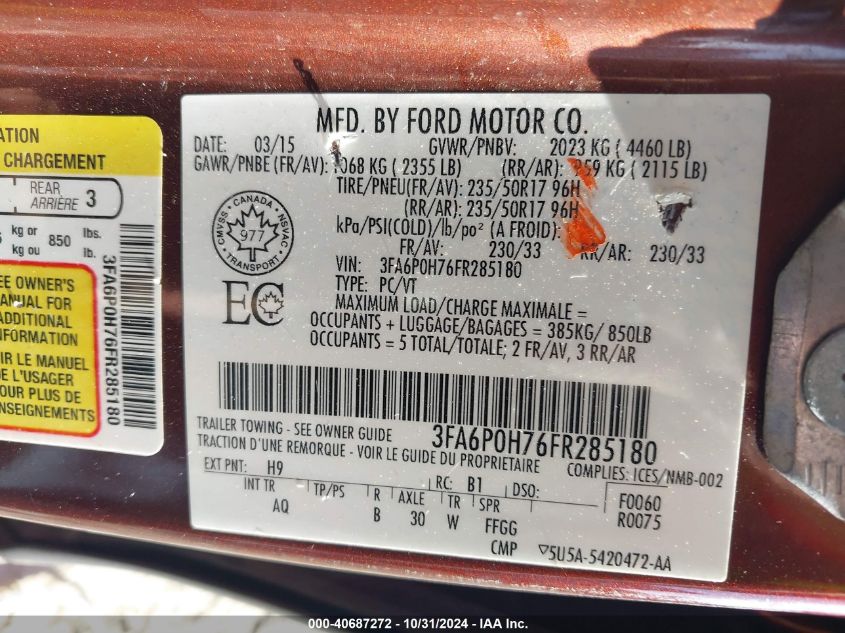 ATION
CHARGEMENT
REAR
ARRIÈRE 3
kg or 850 lbs.
kg ou lb.
EE OWNER'S
MANUAL FOR
ADDITIONAL
INFORMATION
LE MANUEL
L'USAGER
PLUS DE
NSEIGNEMENTS
3FA6P0H76FR285180
MFD. BY FORD MOTOR CO.
DATE: 03/15 GVWR/PNBV: 2023 KG ( 4460 LB)
GAWR/PNBE (FR/AV): 1068 KG ( 2355 LB) (RR/AR): 959 KG ( 2115 LB)
TIRE/PNEU(FR/AV): 235/50R17 96H
(RR/AR): 235/50R17 96H
kPa/PSI(COLD)/lb/po² (A FROID):
FR/AV: 230/33 RR/AR: 230/33
CMVSS CANADA NSVAC
977
TRANSPORT
VIN: 3FA6P0H76FR285180
TYPE: PC/VT
EC
MAXIMUM LOAD/CHARGE MAXIMALE =
OCCUPANTS + LUGGAGE/BAGAGES = 385KG/ 850LB
OCCUPANTS = 5 TOTAL/TOTALE; 2 FR/AV, 3 RR/AR
TRAILER TOWING - SEE OWNER GUIDE 3FA6P0H76FR285180
TRACTION D'UNE REMORQUE - VOIR LE GUIDE DU PROPRIETAIRE
COMPLIES: ICES/NMB-002
EXT PNT: H9 RC: B1 DSO:
INT TR TP/PS R AXLE TR SPR F0060
AQ B 30 W FFGG R0075
CMP 5U5A-5420472-AA
000-40687272 - 10/31/2024 - IAA Inc.